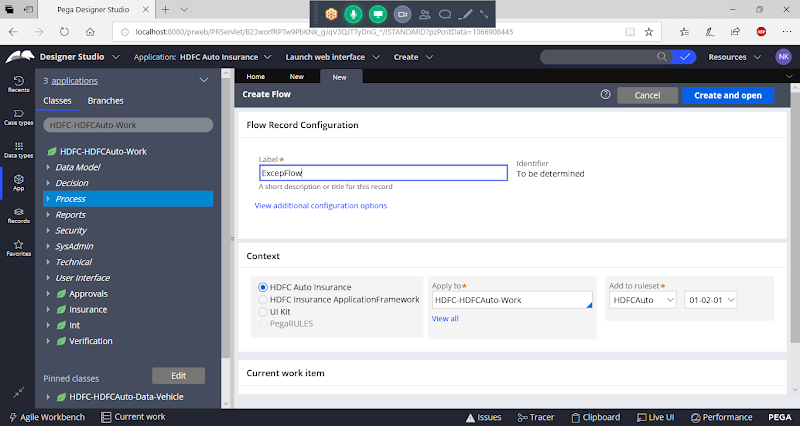 Pega Designer Studio
localhost:8080/prweb/PRServlet/
Designer Studio
Application: HDFC Auto Insurance
Launch web interface
Create
Resources
NK
Recents
Case types
Data types
App
Records
Favorites
3 applications
Classes
Branches
HDFC-HDFCAuto-Work
HDFC-HDFCAuto-Work
Data Model
Decision
Process
Reports
Security
SysAdmin
Technical
User Interface
Approvals
Insurance
Int
Verification
Pinned classes
Edit
HDFC-HDFCAuto-Data-Vehicle
Home
New
New
Create Flow
Cancel
Create and open
Flow Record Configuration
Label*
ExcepFlow
A short description or title for this record
Identifier
To be determined
View additional configuration options
Context
HDFC Auto Insurance
HDFC Insurance ApplicationFramework
UI Kit
PegaRULES
Apply to*
HDFC-HDFCAuto-Work
View all
Add to ruleset*
HDFCAuto
01-02-01
Current work item
Agile Workbench
Current work
Issues
Tracer
Clipboard
Live UI
Performance
PEGA